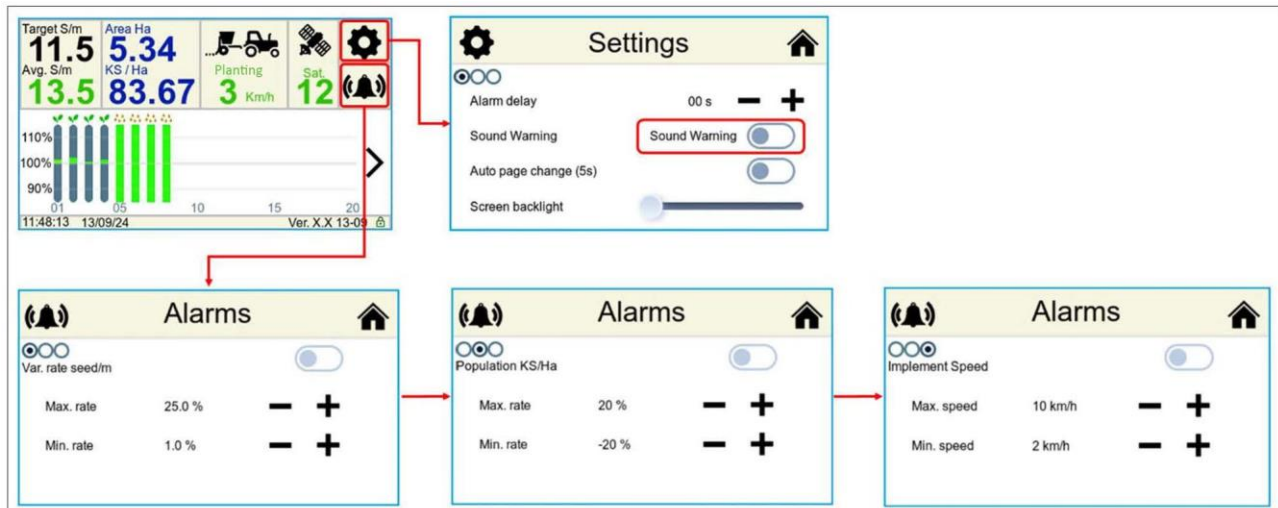 Target S/m
11.5
Avg. S/m
13.5
Area Ha
5.34
KS / Ha
83.67
Planting
3 Km/h
Sat.
12
110%
100%
90%
01 05 10 15 20
11:48:13 13/09/24 Ver. X.X 13-09
Settings
Alarm delay 00 s
Sound Warning Sound Warning
Auto page change (5s)
Screen backlight
Alarms
Var. rate seed/m
Max. rate 25.0 %
Min. rate 1.0 %
Alarms
Population KS/Ha
Max. rate 20 %
Min. rate -20 %
Alarms
Implement Speed
Max. speed 10 km/h
Min. speed 2 km/h